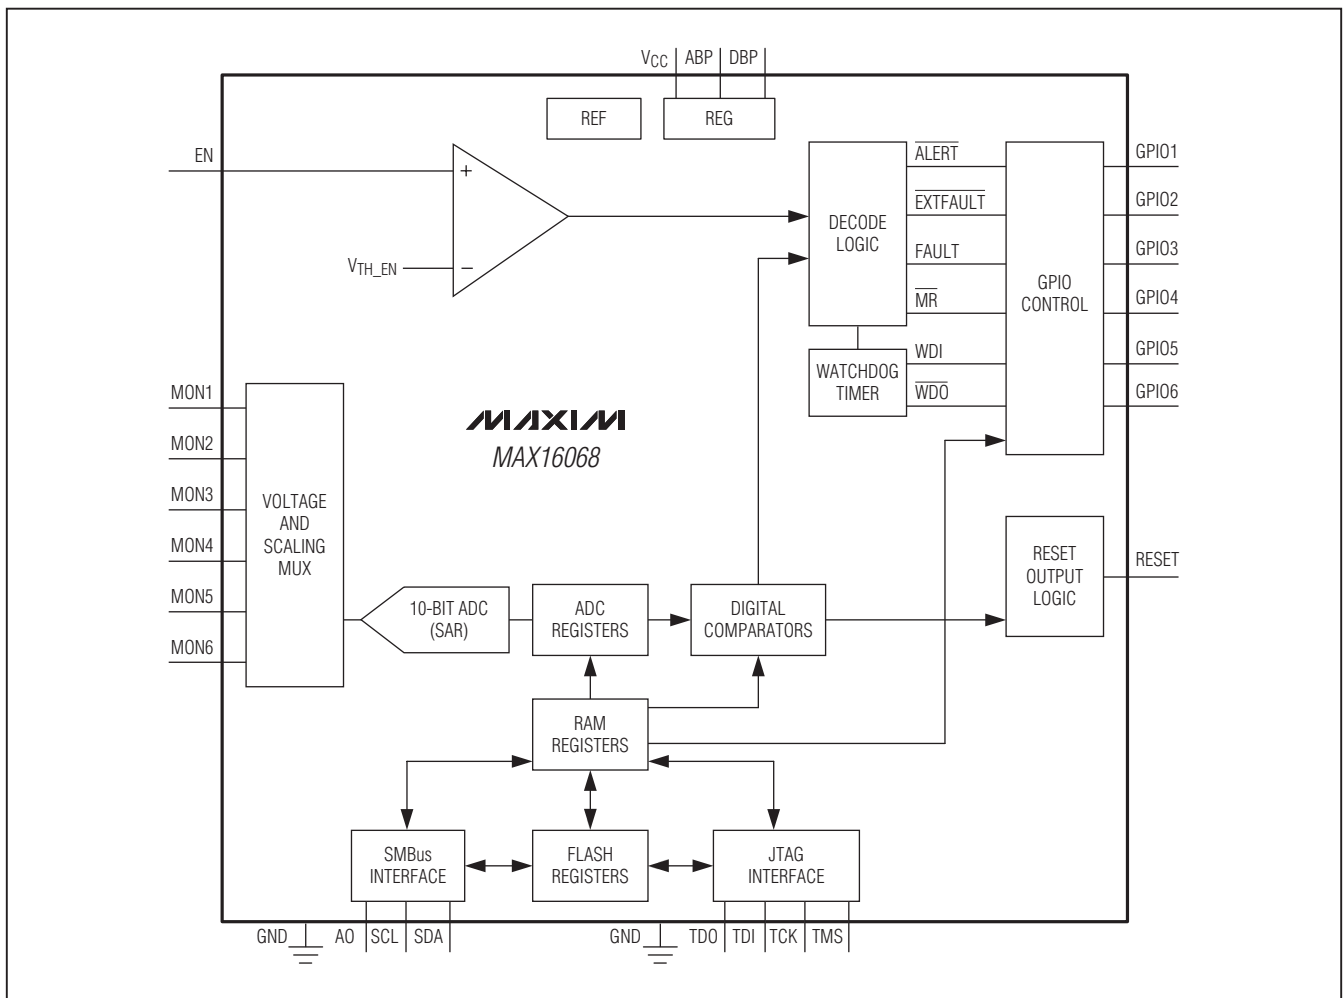 VCC ABP DBP
REF
REG
EN
+
VTH_EN
−
DECODE
LOGIC
ALERT
EXTFAULT
FAULT
MR
WATCHDOG
TIMER
WDI
WDO
GPIO
CONTROL
GPIO1
GPIO2
GPIO3
GPIO4
GPIO5
GPIO6
MAXIM
MAX16068
MON1
MON2
MON3
MON4
MON5
MON6
VOLTAGE
AND
SCALING
MUX
10-BIT ADC
(SAR)
ADC
REGISTERS
DIGITAL
COMPARATORS
RESET
OUTPUT
LOGIC
RESET
RAM
REGISTERS
SMBus
INTERFACE
FLASH
REGISTERS
JTAG
INTERFACE
GND
A0 SCL SDA
GND
TDO TDI TCK TMS